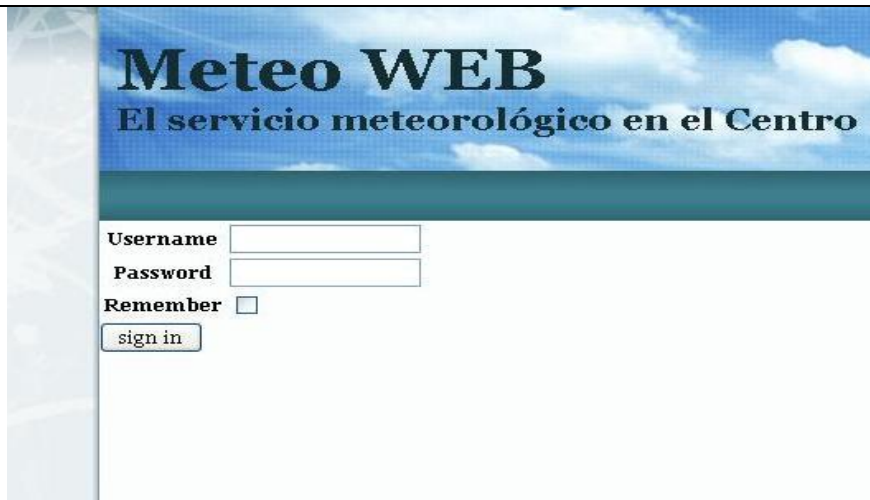 Meteo WEB
El servicio meteorológico en el Centro
Username
Password
Remember
sign in